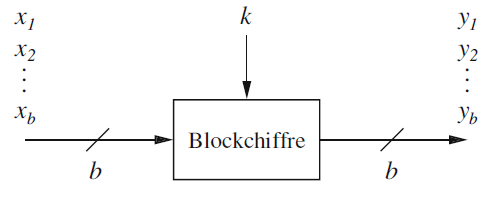 x1 k y1
x2 y2
⋮ ⋮
xb yb
Blockchiffre
b b